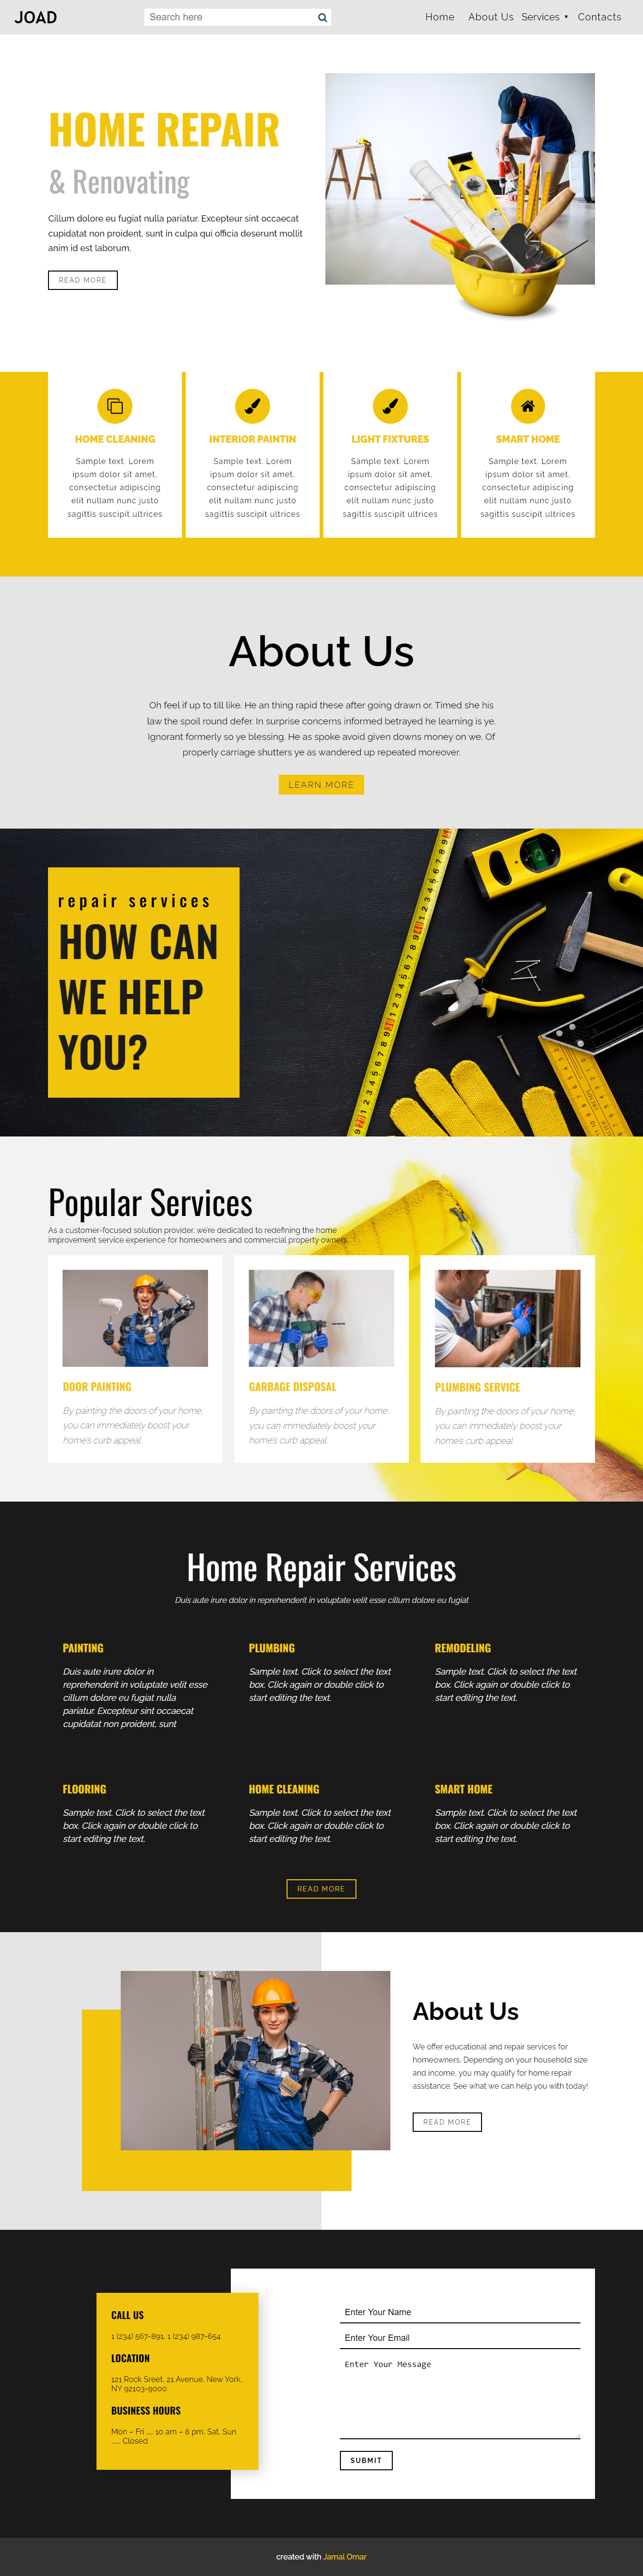 JOAD
Search here
Home About Us Services ▾ Contacts
HOME REPAIR
& Renovating
Cillum dolore eu fugiat nulla pariatur. Excepteur sint occaecat
cupidatat non proident, sunt in culpa qui officia deserunt mollit
anim id est laborum.
READ MORE
HOME CLEANING
Sample text. Lorem
ipsum dolor sit amet,
consectetur adipiscing
elit nullam nunc justo
sagittis suscipit ultrices
INTERIOR PAINTIN
Sample text. Lorem
ipsum dolor sit amet,
consectetur adipiscing
elit nullam nunc justo
sagittis suscipit ultrices
LIGHT FIXTURES
Sample text. Lorem
ipsum dolor sit amet,
consectetur adipiscing
elit nullam nunc justo
sagittis suscipit ultrices
SMART HOME
Sample text. Lorem
ipsum dolor sit amet,
consectetur adipiscing
elit nullam nunc justo
sagittis suscipit ultrices
About Us
Oh feel if up to till like. He an thing rapid these after going drawn or. Timed she his
law the spoil round defer. In surprise concerns informed betrayed he learning is ye.
Ignorant formerly so ye blessing. He as spoke avoid given downs money on we. Of
properly carriage shutters ye as wandered up repeated moreover.
LEARN MORE
repair services
HOW CAN
WE HELP
YOU?
Popular Services
As a customer-focused solution provider, we're dedicated to redefining the home
improvement service experience for homeowners and commercial property owners.
DOOR PAINTING
By painting the doors of your home,
you can immediately boost your
home's curb appeal.
GARBAGE DISPOSAL
By painting the doors of your home,
you can immediately boost your
home's curb appeal.
PLUMBING SERVICE
By painting the doors of your home,
you can immediately boost your
home's curb appeal.
Home Repair Services
Duis aute irure dolor in reprehenderit in voluptate velit esse cillum dolore eu fugiat
PAINTING
Duis aute irure dolor in
reprehenderit in voluptate velit esse
cillum dolore eu fugiat nulla
pariatur. Excepteur sint occaecat
cupidatat non proident, sunt
PLUMBING
Sample text. Click to select the text
box. Click again or double click to
start editing the text.
REMODELING
Sample text. Click to select the text
box. Click again or double click to
start editing the text.
FLOORING
Sample text. Click to select the text
box. Click again or double click to
start editing the text.
HOME CLEANING
Sample text. Click to select the text
box. Click again or double click to
start editing the text.
SMART HOME
Sample text. Click to select the text
box. Click again or double click to
start editing the text.
READ MORE
About Us
We offer educational and repair services for
homeowners. Depending on your household size
and income, you may qualify for home repair
assistance. See what we can help you with today!
READ MORE
CALL US
1 (234) 567-891, 1 (234) 987-654
LOCATION
121 Rock Sreet, 21 Avenue, New York,
NY 92103-9000
BUSINESS HOURS
Mon – Fri ...... 10 am – 8 pm, Sat, Sun
...... Closed
Enter Your Name
Enter Your Email
Enter Your Message
SUBMIT
created with Jamal Omar